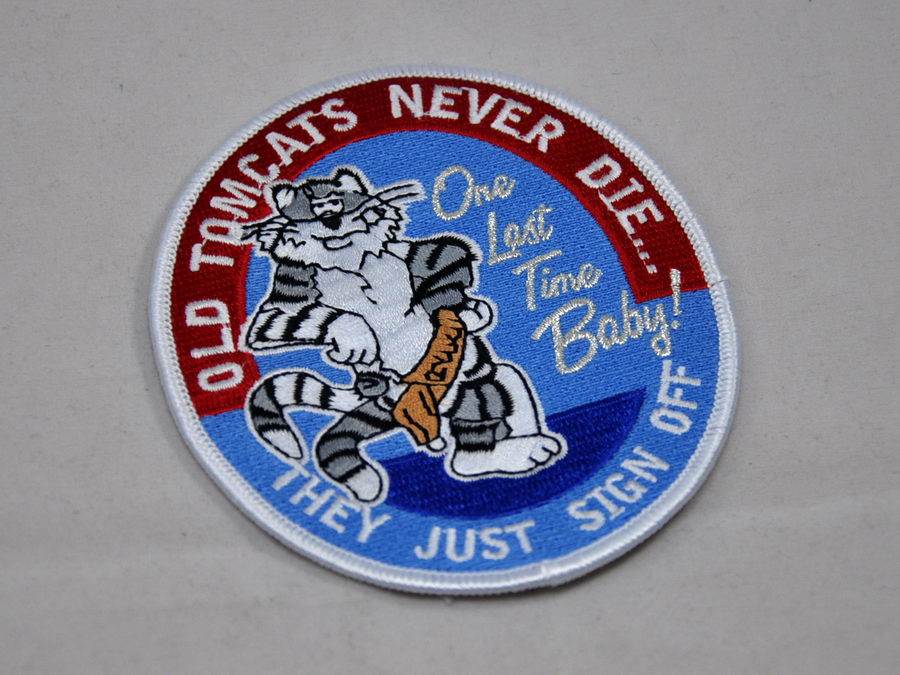 OLD TOMCATS NEVER DIE...
One
Last
Time
Baby!
THEY JUST SIGN OFF